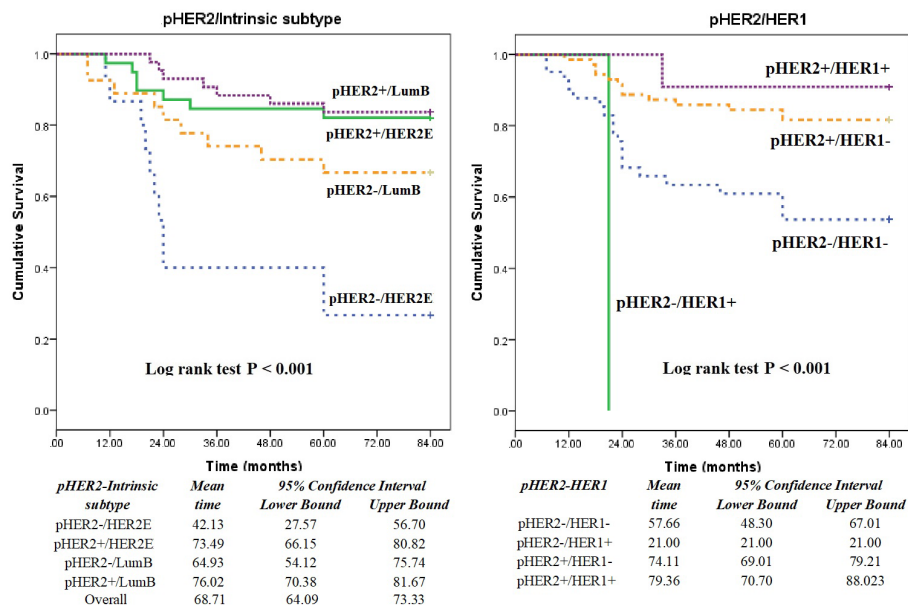 pHER2/Intrinsic subtype
Cumulative Survival
1.0
0.8
0.6
0.4
0.2
0.0
pHER2+/LumB
pHER2+/HER2E
pHER2-/LumB
pHER2-/HER2E
Log rank test P < 0.001
.00 12.00 24.00 36.00 48.00 60.00 72.00 84.00
Time (months)
pHER2-Intrinsic Mean 95% Confidence Interval
subtype time Lower Bound Upper Bound
pHER2-/HER2E 42.13 27.57 56.70
pHER2+/HER2E 73.49 66.15 80.82
pHER2-/LumB 64.93 54.12 75.74
pHER2+/LumB 76.02 70.38 81.67
Overall 68.71 64.09 73.33
pHER2/HER1
Cumulative Survival
1.0
0.8
0.6
0.4
0.2
0.0
pHER2+/HER1+
pHER2+/HER1-
pHER2-/HER1-
pHER2-/HER1+
Log rank test P < 0.001
.00 12.00 24.00 36.00 48.00 60.00 72.00 84.00
Time (months)
pHER2-HER1 Mean 95% Confidence Interval
time Lower Bound Upper Bound
pHER2-/HER1- 57.66 48.30 67.01
pHER2-/HER1+ 21.00 21.00 21.00
pHER2+/HER1- 74.11 69.01 79.21
pHER2+/HER1+ 79.36 70.70 88.023